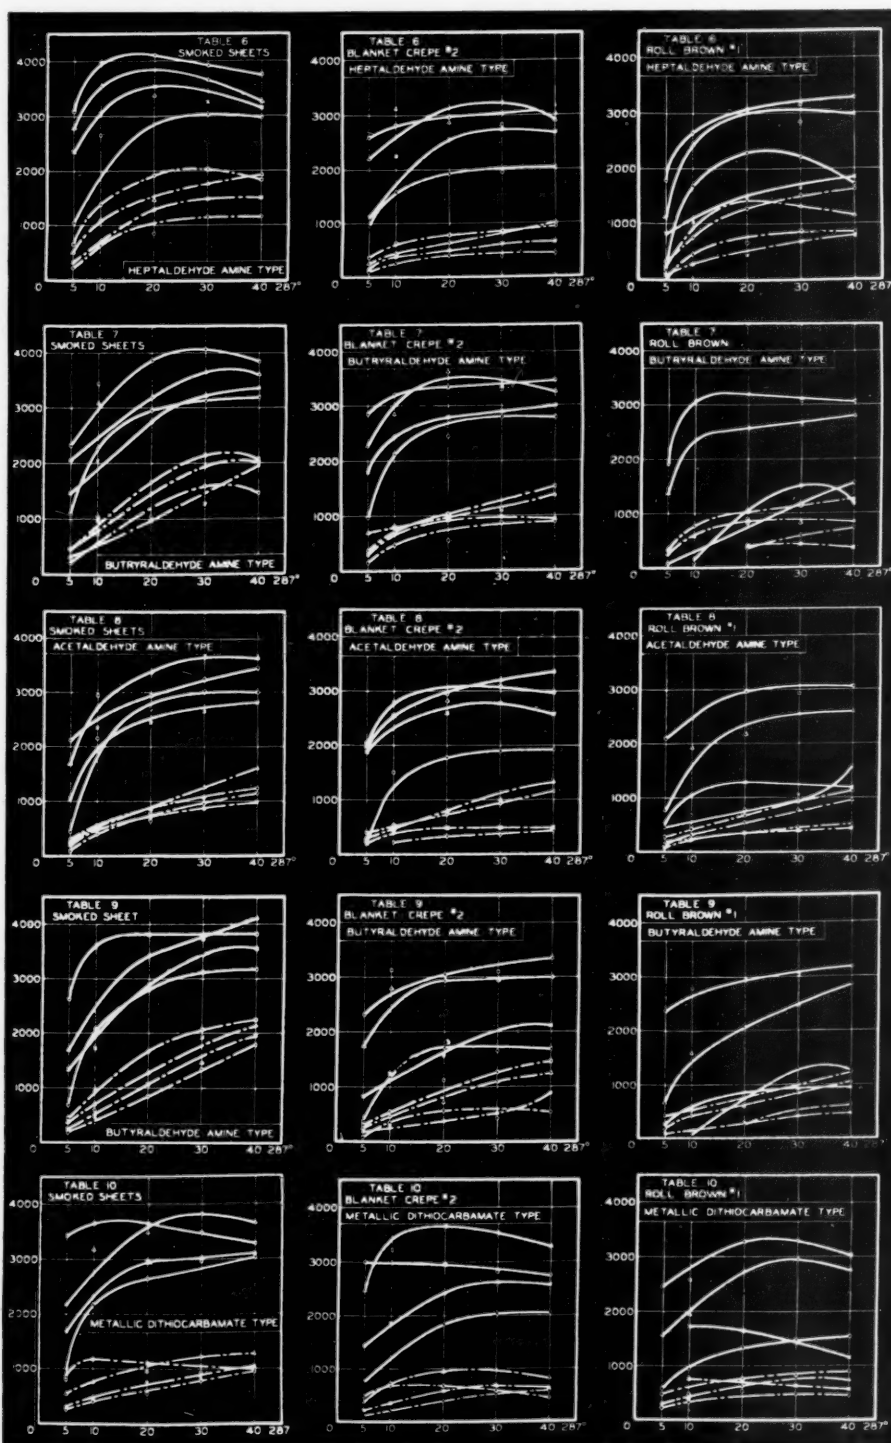 TABLE 6
SMOKED SHEETS
4000
3000
2000
1000
HEPTALDEHYDE AMINE TYPE
0 5 10 20 30 40 287°
TABLE 6
BLANKET CREPE #2
HEPTALDEHYDE AMINE TYPE
4000
3000
2000
1000
0 5 10 20 30 40 287°
TABLE 6
ROLL BROWN #1
HEPTALDEHYDE AMINE TYPE
4000
3000
2000
1000
0 5 10 20 30 40 287°
TABLE 7
SMOKED SHEETS
4000
3000
2000
1000
BUTRYRALDEHYDE AMINE TYPE
0 5 10 20 30 40 287°
TABLE 7
BLANKET CREPE #2
BUTRYRALDEHYDE AMINE TYPE
4000
3000
2000
1000
0 5 10 20 30 40 287°
TABLE 7
ROLL BROWN
BUTRYRALDEHYDE AMINE TYPE
4000
3000
2000
1000
0 5 10 20 30 40 287°
TABLE 8
SMOKED SHEETS
ACETALDEHYDE AMINE TYPE
4000
3000
2000
1000
0 5 10 20 30 40 287°
TABLE 8
BLANKET CREPE #2
ACETALDEHYDE AMINE TYPE
4000
3000
2000
1000
0 5 10 20 30 40 287°
TABLE 8
ROLL BROWN #1
ACETALDEHYDE AMINE TYPE
4000
3000
2000
1000
0 5 10 20 30 40 287°
TABLE 9
SMOKED SHEET
4000
3000
2000
1000
BUTYRALDEHYDE AMINE TYPE
0 5 10 20 30 40 287°
TABLE 9
BLANKET CREPE #2
BUTYRALDEHYDE AMINE TYPE
4000
3000
2000
1000
0 5 10 20 30 40 287°
TABLE 9
ROLL BROWN #1
BUTYRALDEHYDE AMINE TYPE
4000
3000
2000
1000
0 5 10 20 30 40 287°
TABLE 10
SMOKED SHEETS
4000
3000
2000
METALLIC DITHIOCARBAMATE TYPE
1000
0 5 10 20 30 40 287°
TABLE 10
BLANKET CREPE #2
METALLIC DITHIOCARBAMATE TYPE
4000
3000
2000
1000
0 5 10 20 30 40 287°
TABLE 10
ROLL BROWN #1
METALLIC DITHIOCARBAMATE TYPE
4000
3000
2000
1000
0 5 10 20 30 40 287°